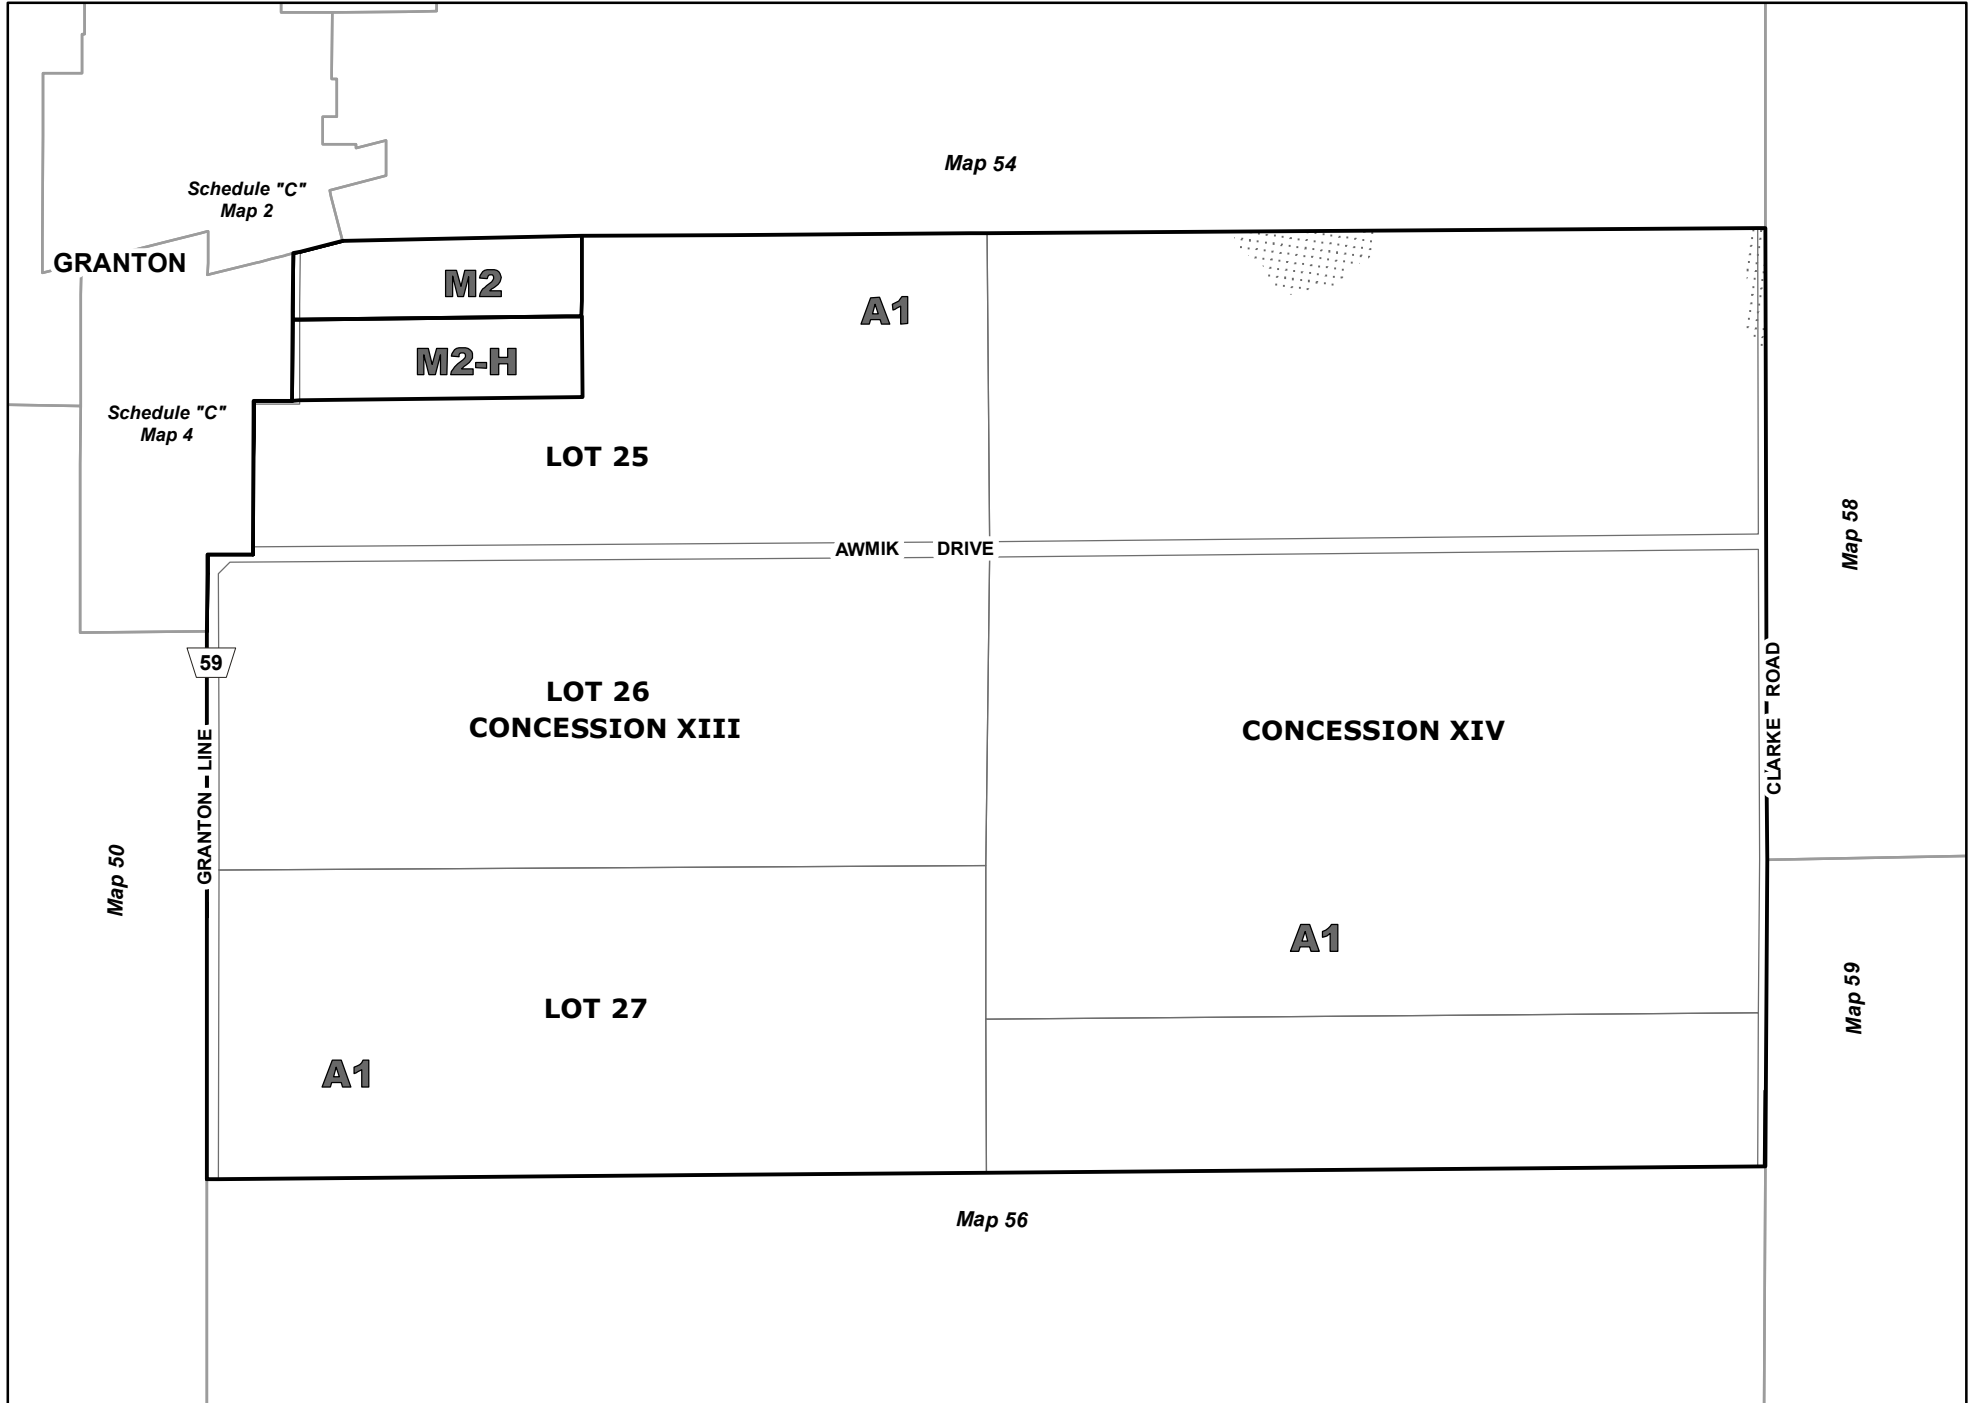 Map 54
Schedule "C"
Map 2
GRANTON
M2
A1
M2-H
Schedule "C"
Map 4
LOT 25
Map 58
AWMIK DRIVE
59
LOT 26
CONCESSION XIII
CONCESSION XIV
CLARKE ROAD
GRANTON LINE
Map 50
A1
Map 59
LOT 27
A1
Map 56